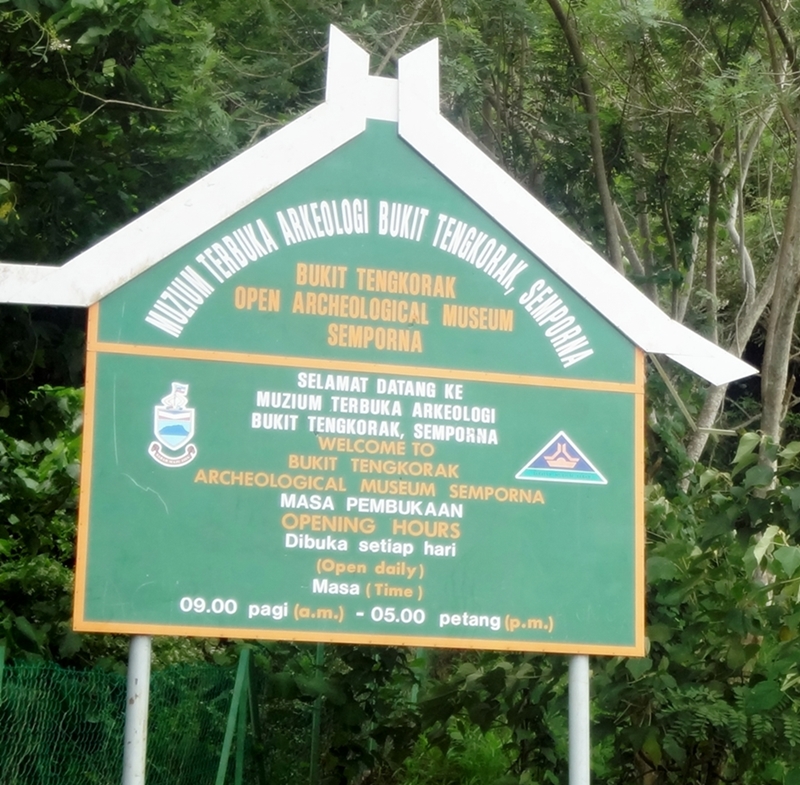 MUZIUM TERBUKA ARKEOLOGI BUKIT TENGKORAK, SEMPORNA
BUKIT TENGKORAK
OPEN ARCHEOLOGICAL MUSEUM
SEMPORNA
SELAMAT DATANG KE
MUZIUM TERBUKA ARKEOLOGI
BUKIT TENGKORAK, SEMPORNA
WELCOME TO
BUKIT TENGKORAK
ARCHEOLOGICAL MUSEUM SEMPORNA
MASA PEMBUKAAN
OPENING HOURS
Dibuka setiap hari
(Open daily)
Masa (Time)
09.00 pagi (a.m.) - 05.00 petang (p.m.)